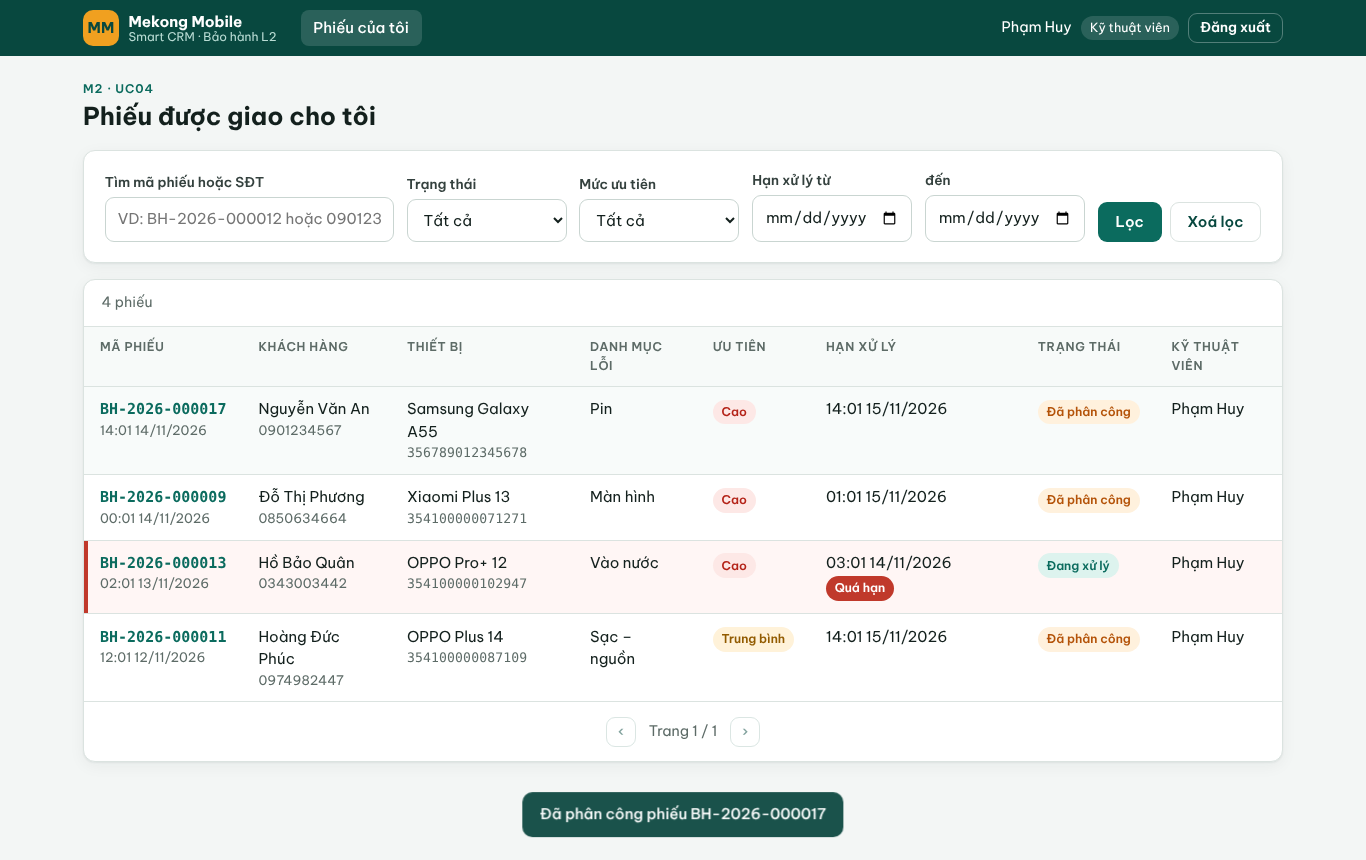 MM
Mekong Mobile
Smart CRM · Bảo hành L2
Phiếu của tôi
Phạm Huy
Kỹ thuật viên
Đăng xuất
M2 · UC04
Phiếu được giao cho tôi
Tìm mã phiếu hoặc SĐT
Trạng thái
Mức ưu tiên
Hạn xử lý từ
đến
VD: BH-2026-000012 hoặc 090123
Tất cả
Tất cả
mm/dd/yyyy
mm/dd/yyyy
Lọc
Xoá lọc
4 phiếu
MÃ PHIẾU
KHÁCH HÀNG
THIẾT BỊ
DANH MỤC
LỖI
ƯU TIÊN
HẠN XỬ LÝ
TRẠNG THÁI
KỸ THUẬT
VIÊN
BH-2026-000017
14:01 14/11/2026
Nguyễn Văn An
0901234567
Samsung Galaxy
A55
356789012345678
Pin
Cao
14:01 15/11/2026
Đã phân công
Phạm Huy
BH-2026-000009
00:01 14/11/2026
Đỗ Thị Phương
0850634664
Xiaomi Plus 13
354100000071271
Màn hình
Cao
01:01 15/11/2026
Đã phân công
Phạm Huy
BH-2026-000013
02:01 13/11/2026
Hồ Bảo Quân
0343003442
OPPO Pro+ 12
354100000102947
Vào nước
Cao
03:01 14/11/2026
Quá hạn
Đang xử lý
Phạm Huy
BH-2026-000011
12:01 12/11/2026
Hoàng Đức
Phúc
0974982447
OPPO Plus 14
354100000087109
Sạc –
nguồn
Trung bình
14:01 15/11/2026
Đã phân công
Phạm Huy
‹
Trang 1 / 1
›
Đã phân công phiếu BH-2026-000017